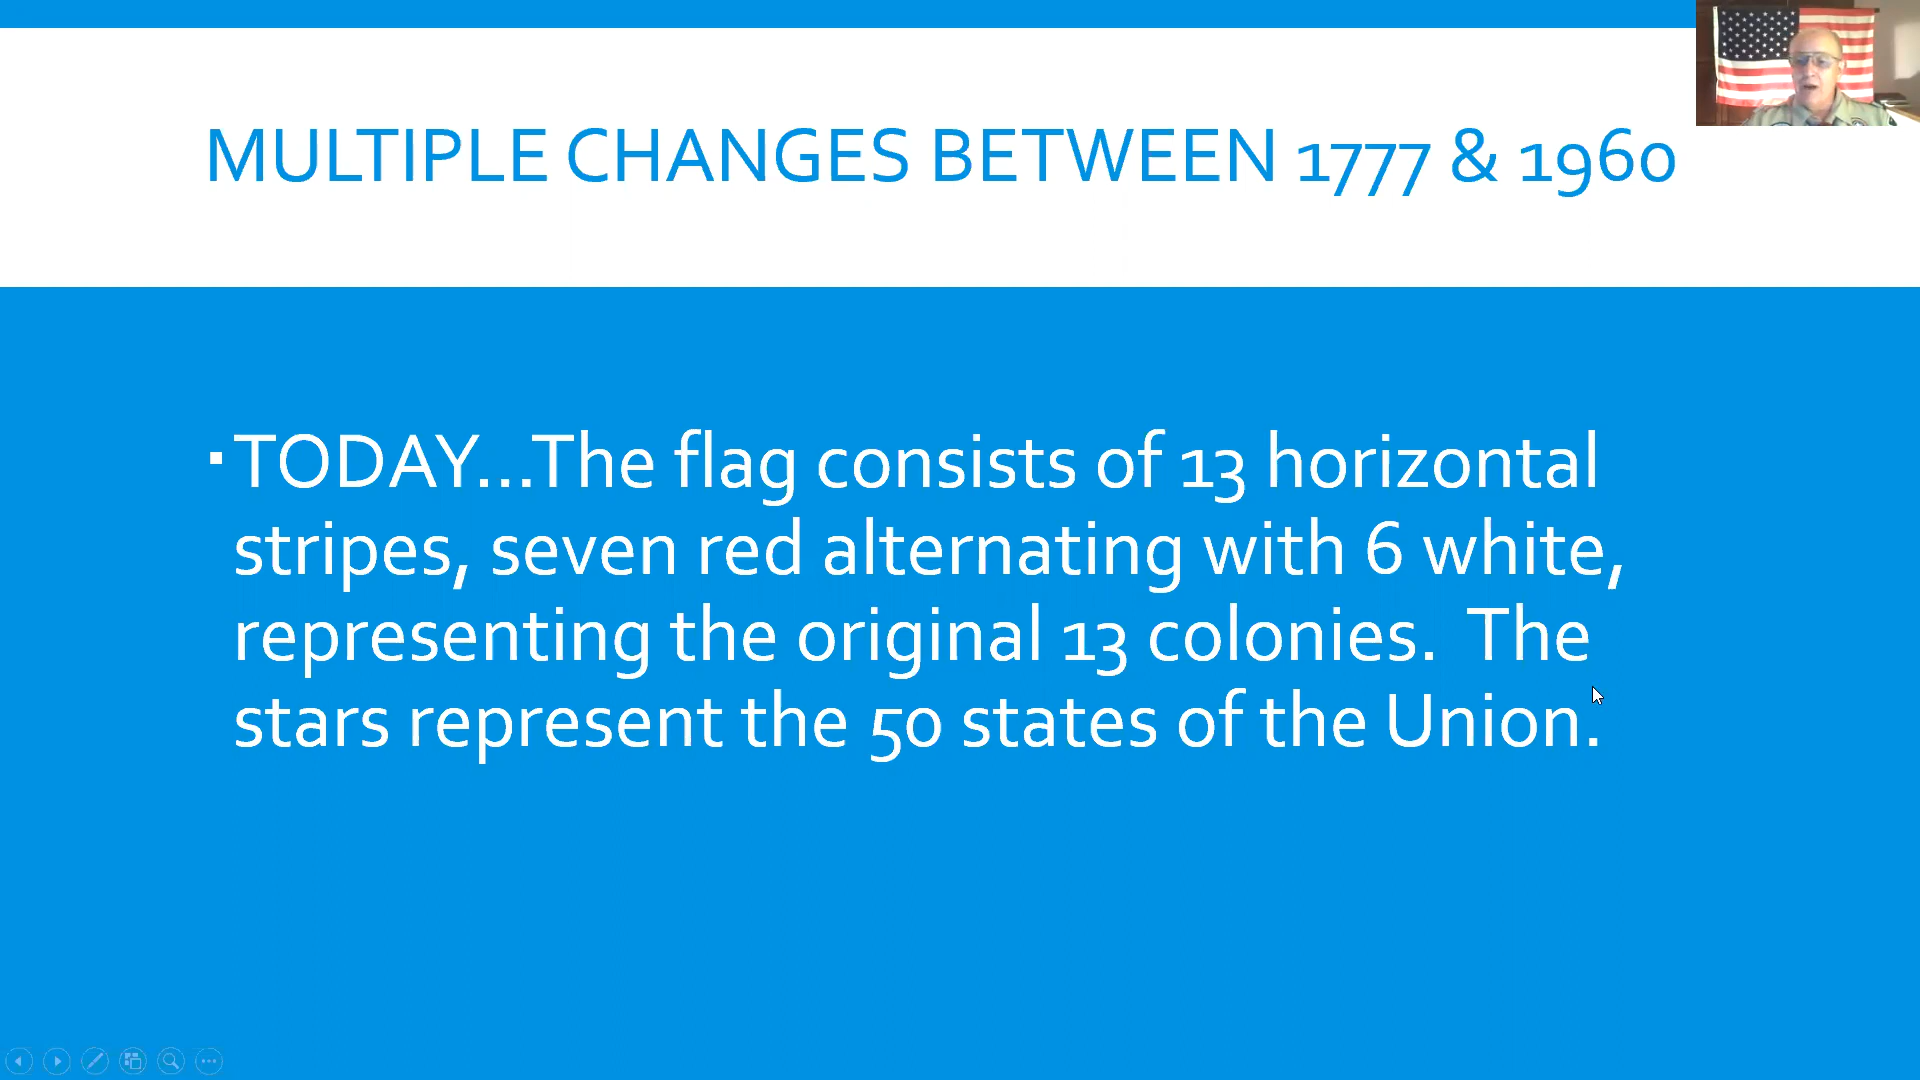 MULTIPLE CHANGES BETWEEN 1777 & 1960
▪TODAY...The flag consists of 13 horizontal
stripes, seven red alternating with 6 white,
representing the original 13 colonies.  The
stars represent the 50 states of the Union.